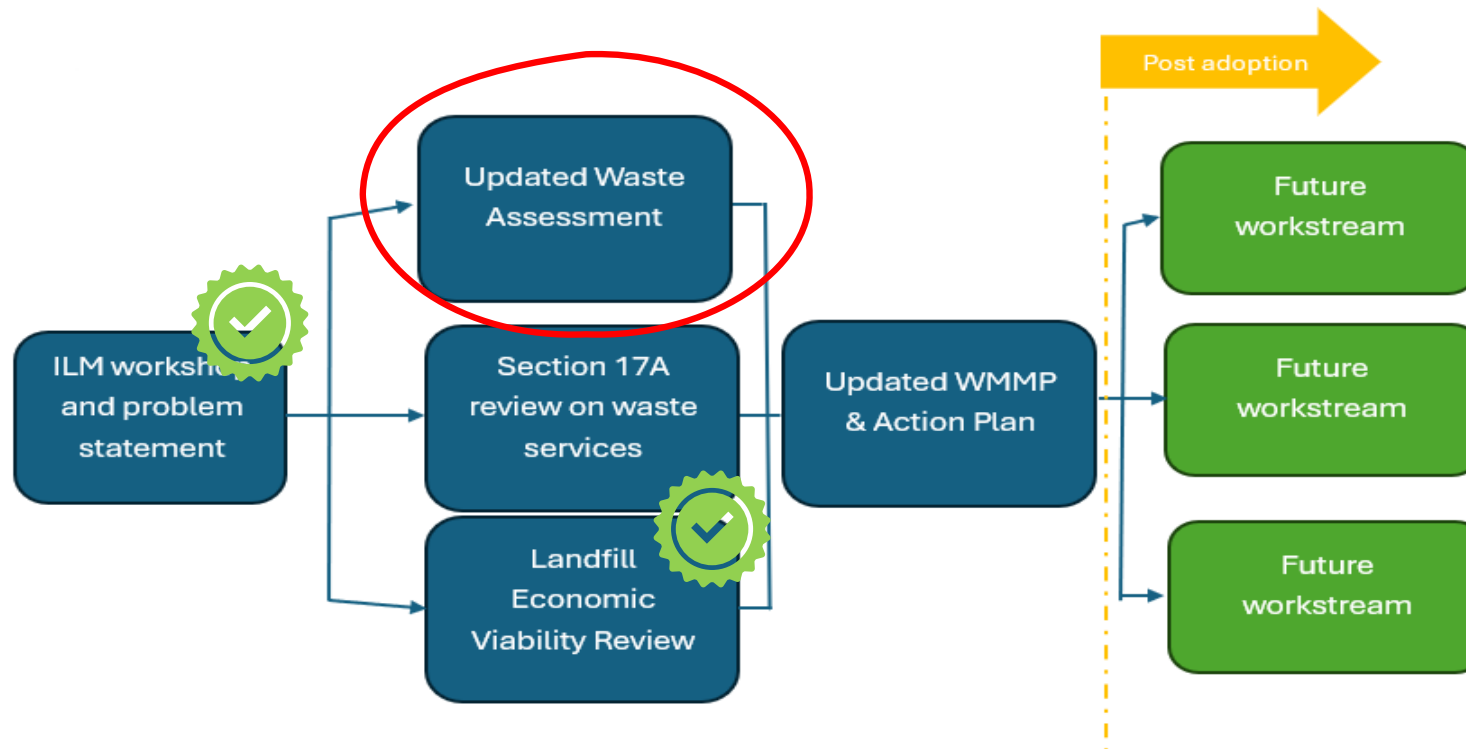 Post adoption
Updated Waste
Assessment
Future
workstream
ILM workshop
and problem
statement
Section 17A
review on waste
services
Updated WMMP
& Action Plan
Future
workstream
Landfill
Economic
Viability Review
Future
workstream